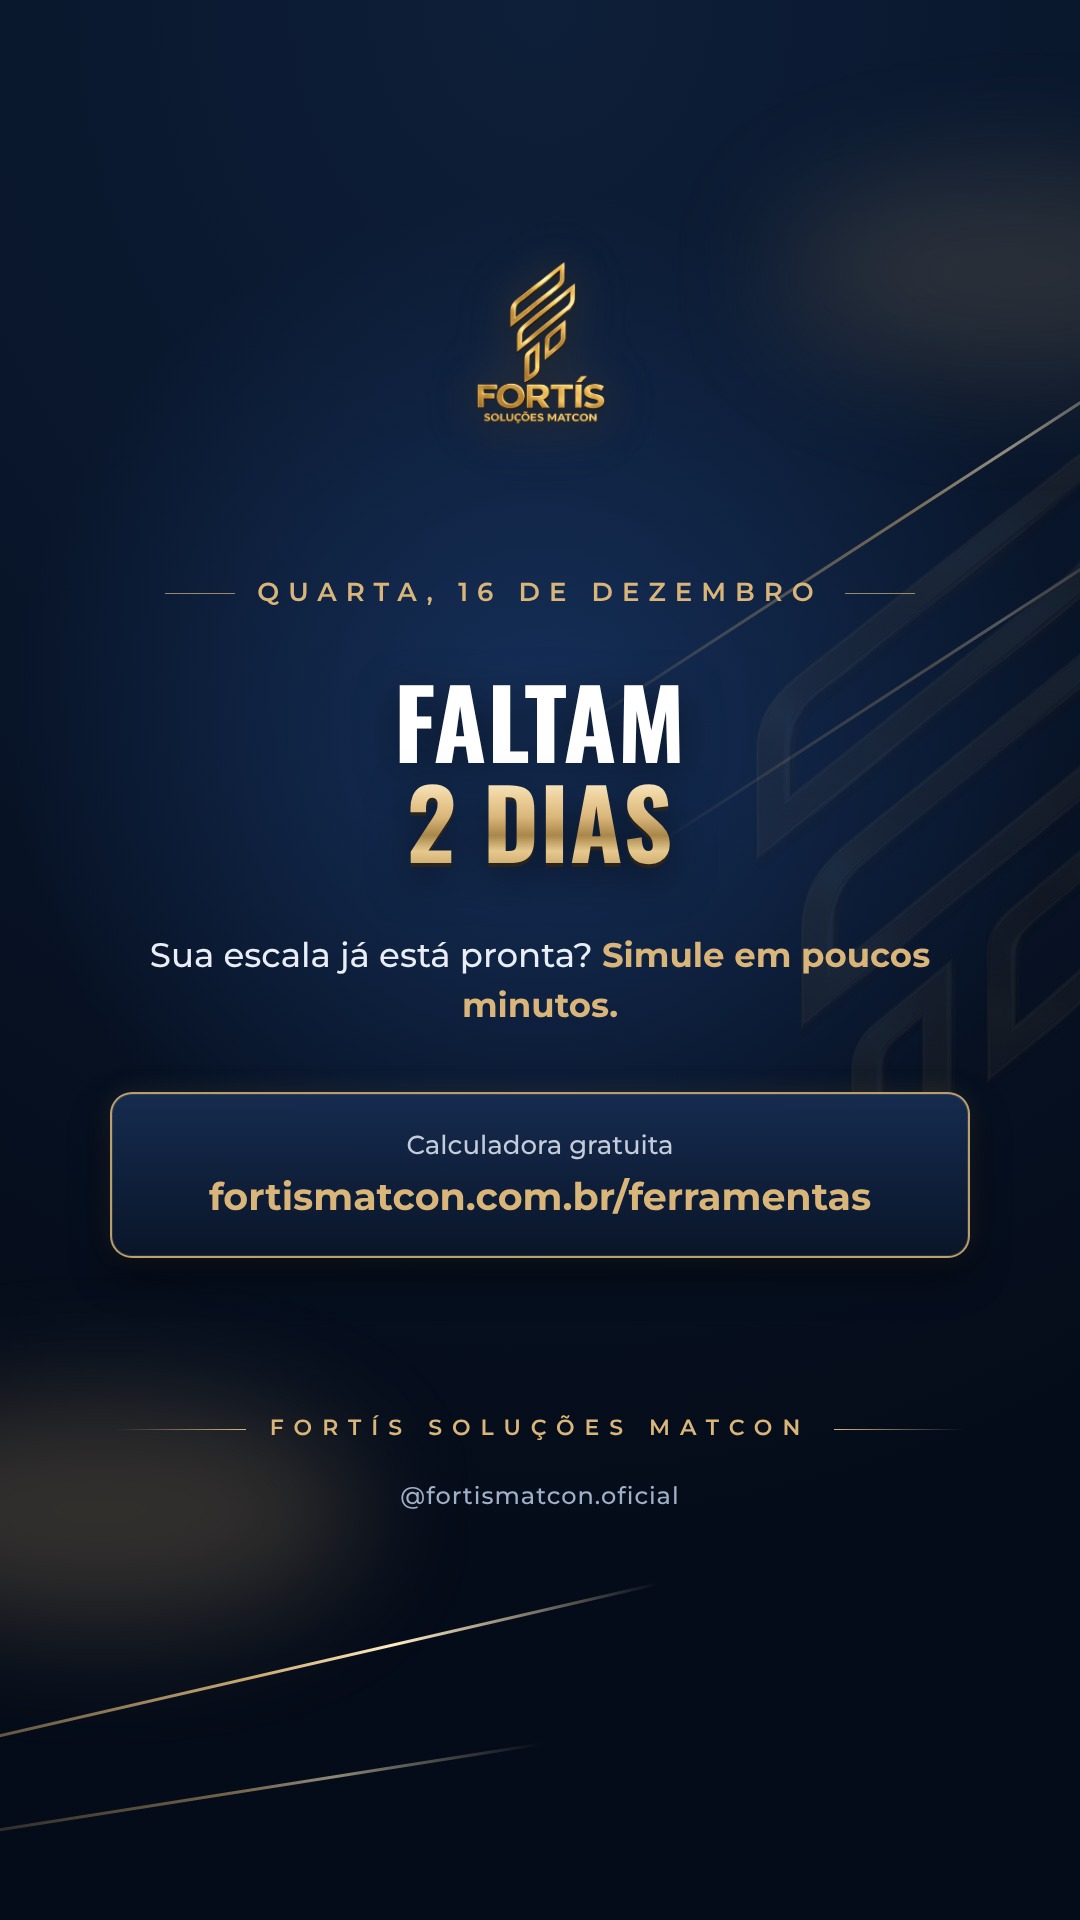 FORTÍS
SOLUÇÕES MATCON
QUARTA, 16 DE DEZEMBRO
FALTAM
2 DIAS
Sua escala já está pronta? Simule em poucos
minutos.
Calculadora gratuita
fortismatcon.com.br/ferramentas
FORTÍS SOLUÇÕES MATCON
@fortismatcon.oficial